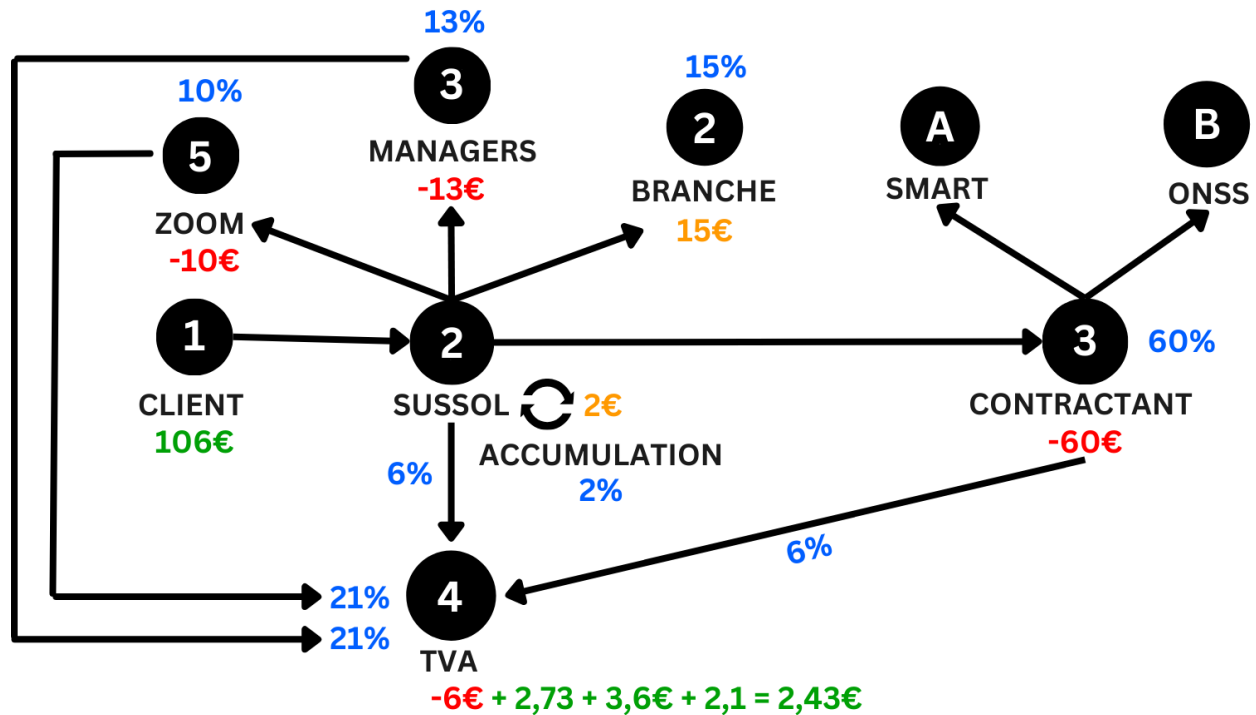 13%
3
MANAGERS
-13€
10%
5
ZOOM
-10€
15%
2
BRANCHE
15€
A
SMART
B
ONSS
1
CLIENT
106€
2
SUSSOL
2€
ACCUMULATION
2%
3
60%
CONTRACTANT
-60€
6%
6%
21%
21%
4
TVA
-6€ + 2,73 + 3,6€ + 2,1 = 2,43€